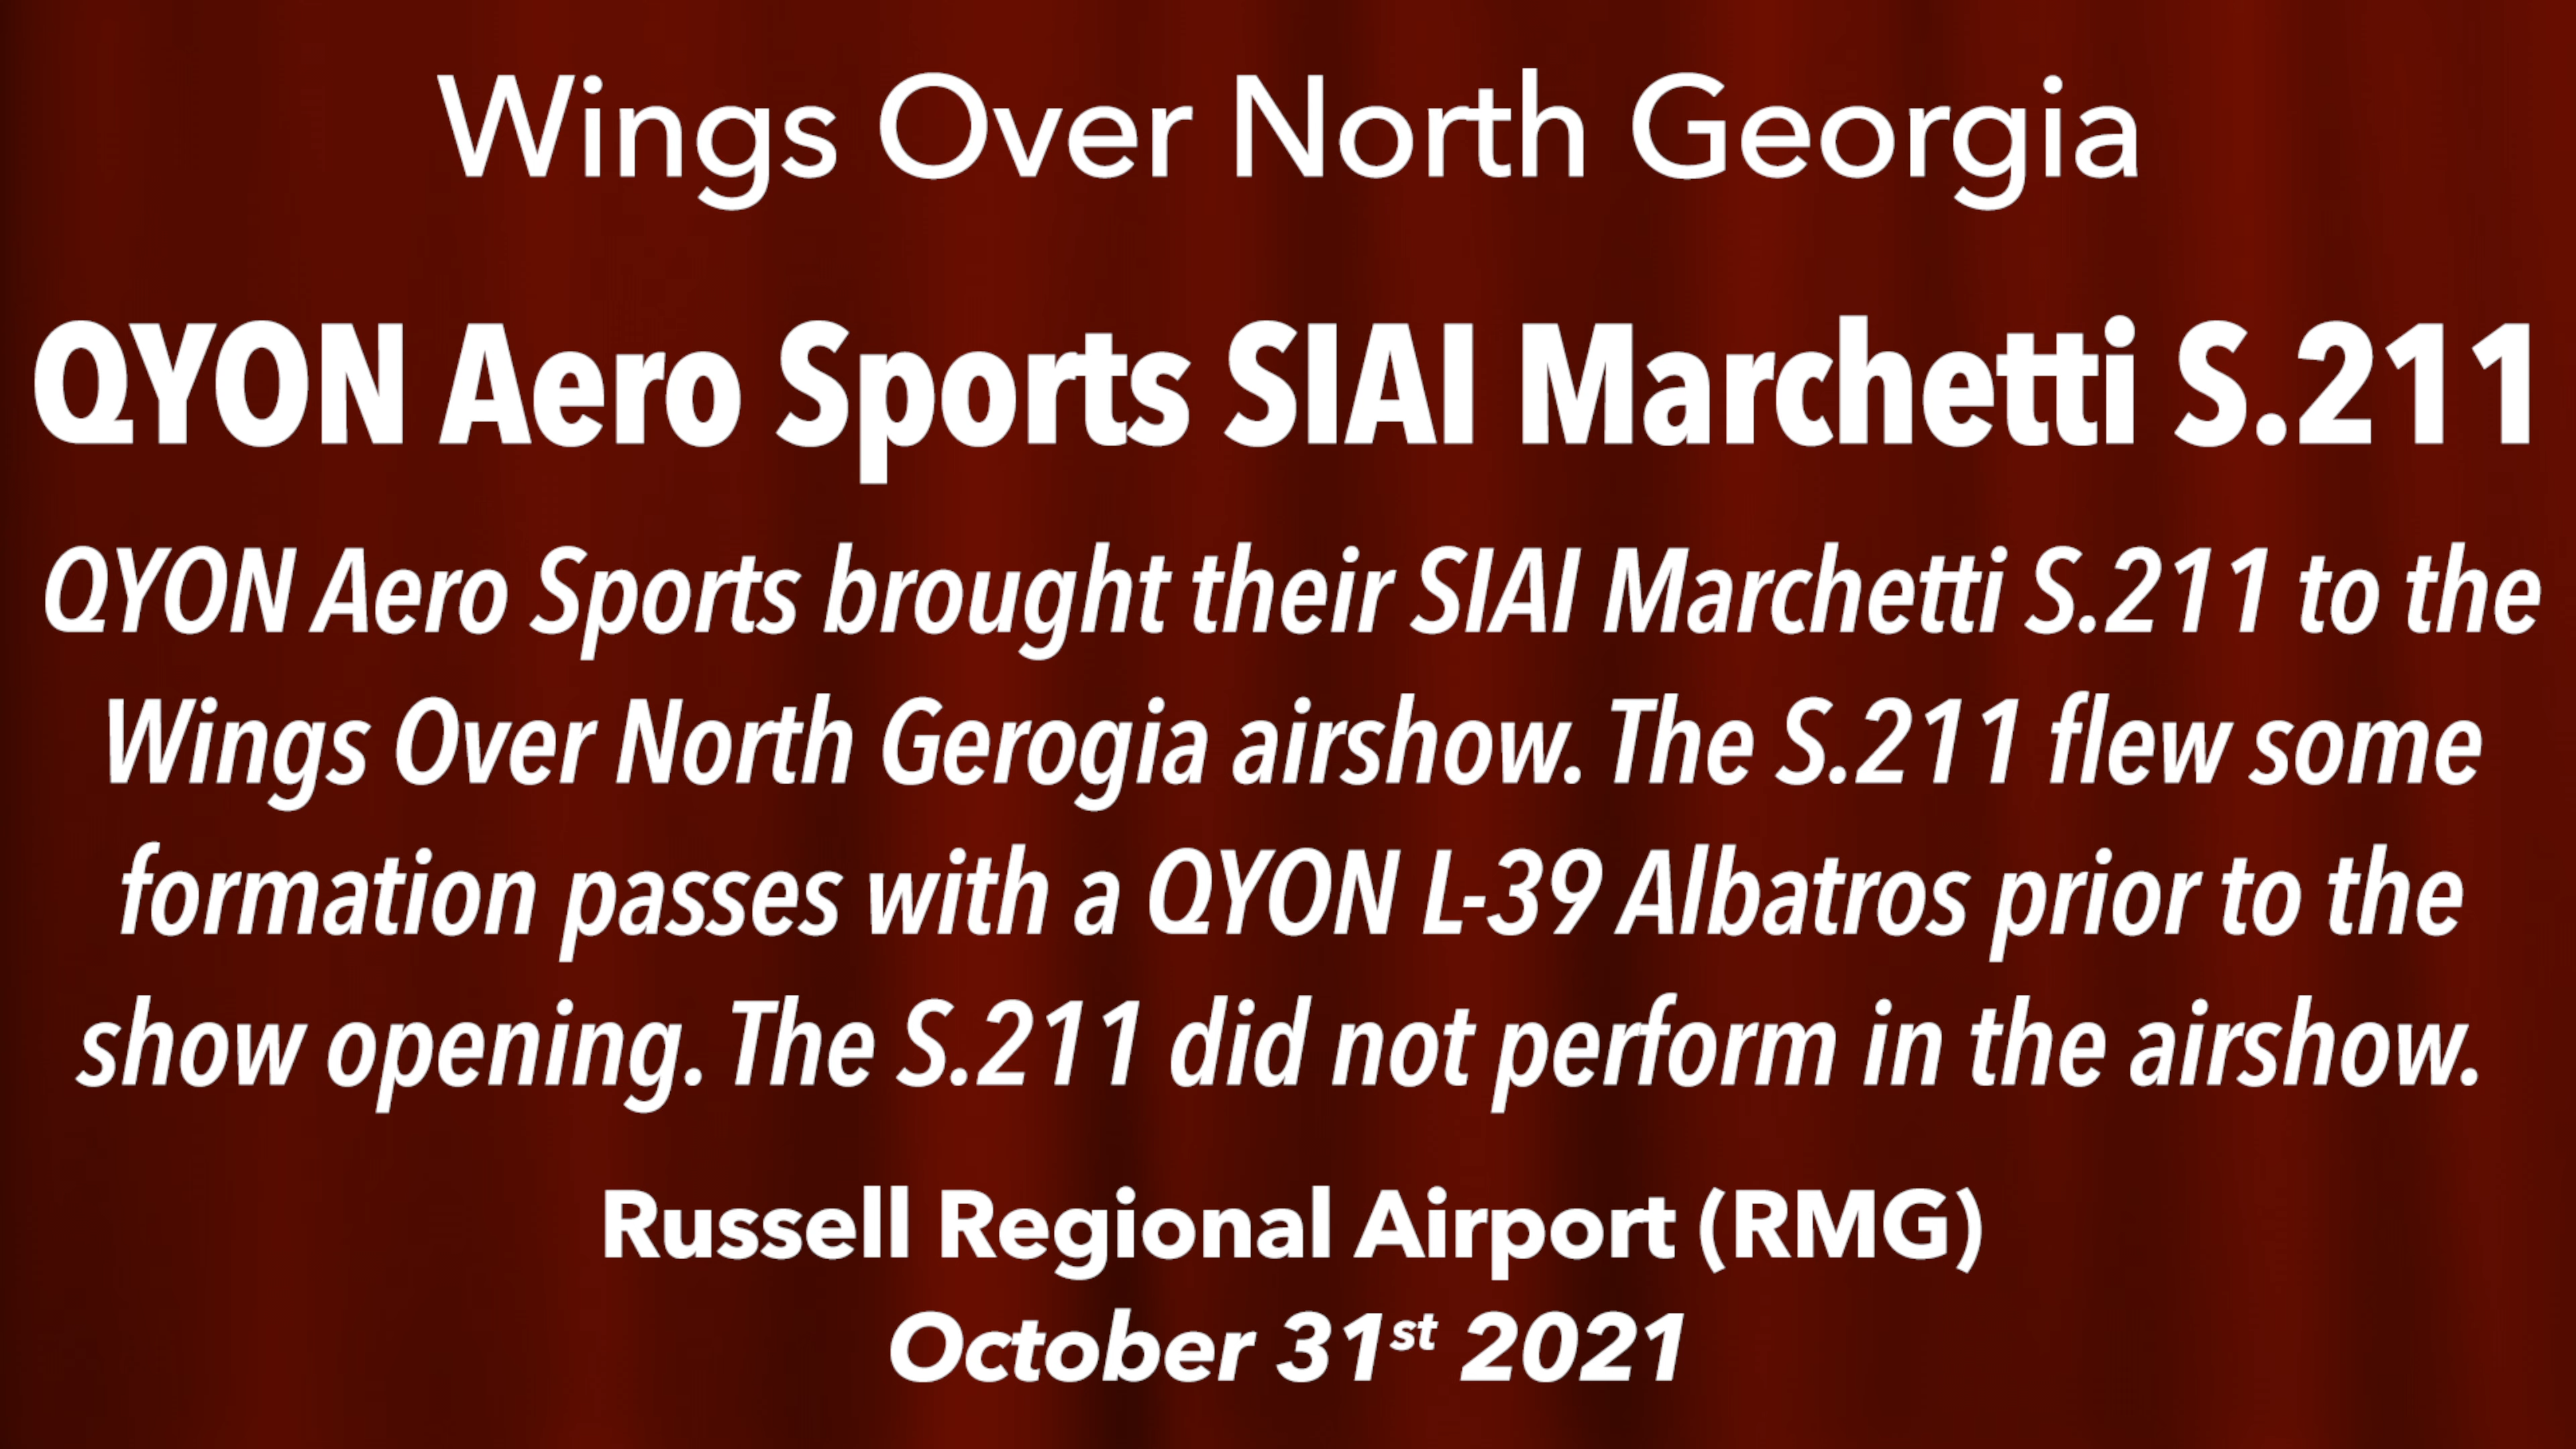 Wings Over North Georgia
QYON Aero Sports SIAI Marchetti S.211
QYON Aero Sports brought their SIAI Marchetti S.211 to the
Wings Over North Gerogia airshow. The S.211 flew some
formation passes with a QYON L-39 Albatros prior to the
show opening. The S.211 did not perform in the airshow.
Russell Regional Airport (RMG)
October 31st 2021